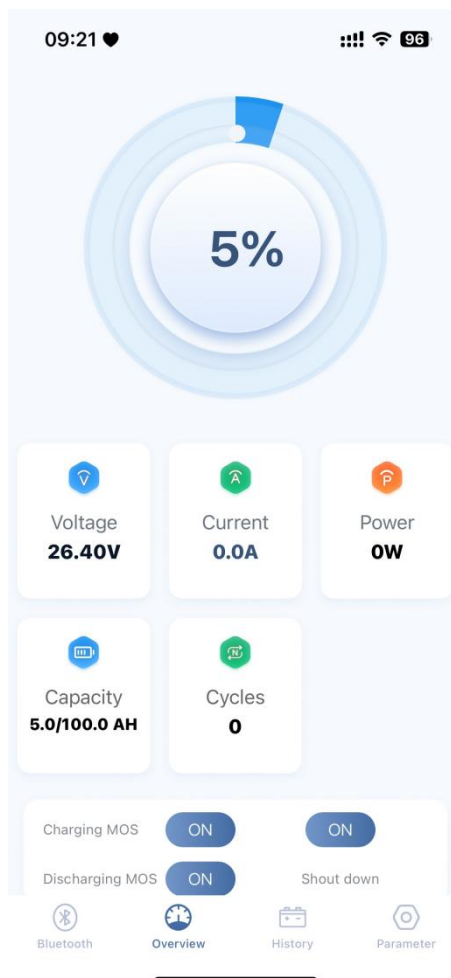 09:21
96
5%
V
A
P
Voltage
Current
Power
26.40V
0.0A
0W
N
Capacity
Cycles
5.0/100.0 AH
0
Charging MOS ON ON
Discharging MOS ON Shout down
Bluetooth Overview History Parameter